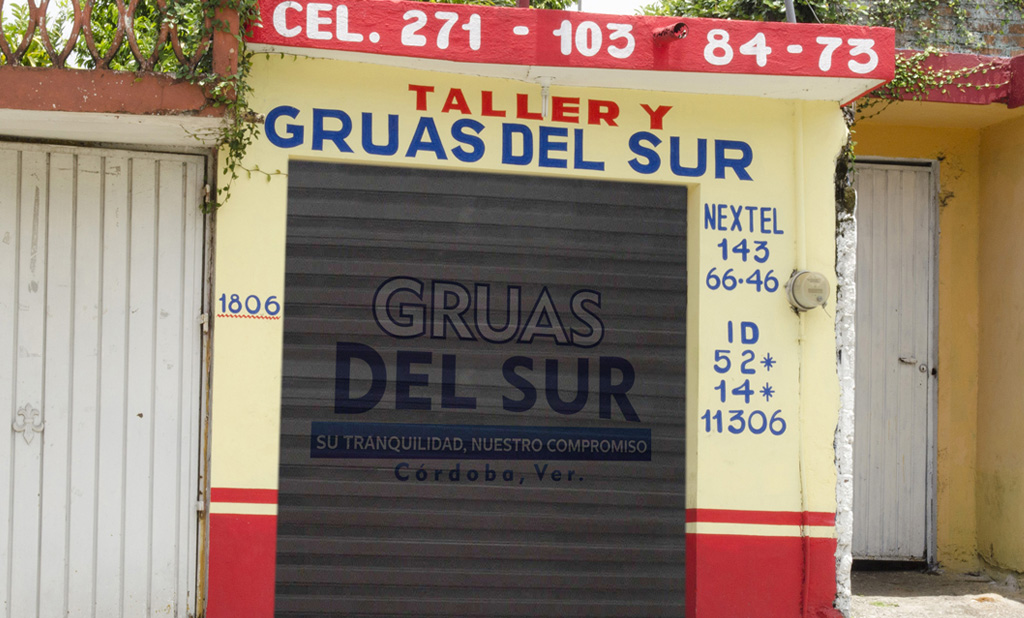 CEL. 271 - 103 84-73
TALLER Y
GRUAS DEL SUR
NEXTEL
143
66·46
1806
ID
52*
14*
11306
GRUAS
DEL SUR
SU TRANQUILIDAD, NUESTRO COMPROMISO
Córdoba, Ver.